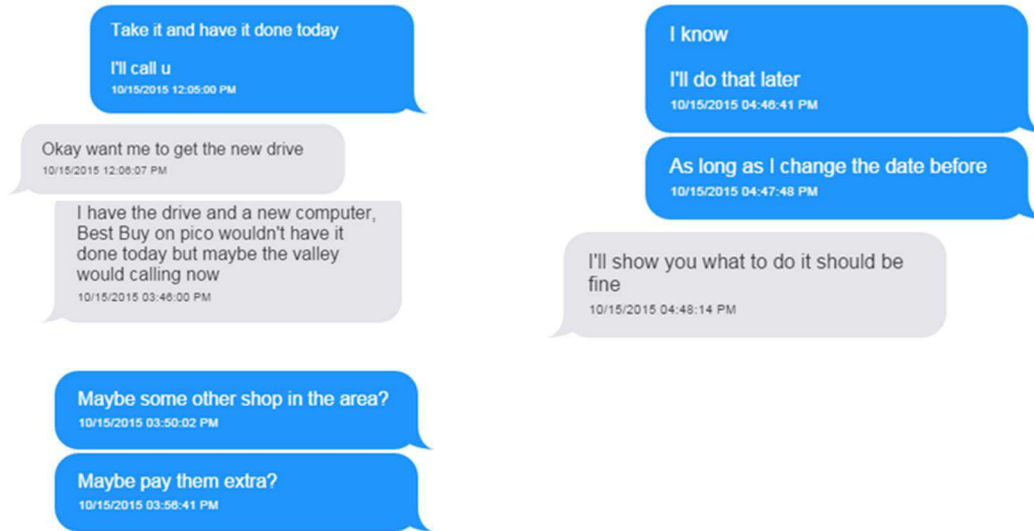 Take it and have it done today
I'll call u
10/15/2015 12:05:00 PM
Okay want me to get the new drive
10/15/2015 12:06:07 PM
I have the drive and a new computer,
Best Buy on pico wouldn't have it
done today but maybe the valley
would calling now
10/15/2015 03:46:00 PM
Maybe some other shop in the area?
10/15/2015 03:50:02 PM
Maybe pay them extra?
10/15/2015 03:56:41 PM
I know
I'll do that later
10/15/2015 04:46:41 PM
As long as I change the date before
10/15/2015 04:47:48 PM
I'll show you what to do it should be
fine
10/15/2015 04:48:14 PM